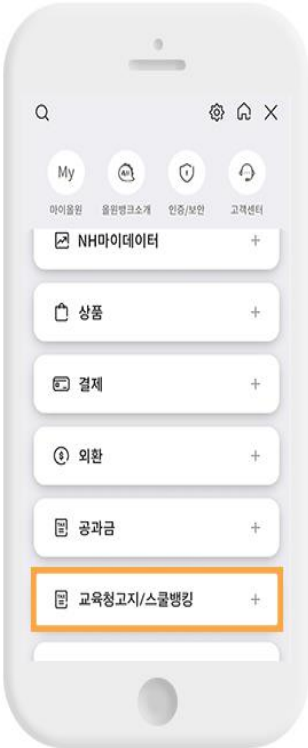 My
마이올원 올원뱅크소개 인증/보안 고객센터
NH마이데이터 +
상품 +
결제 +
외환 +
공과금 +
교육청고지/스쿨뱅킹 +